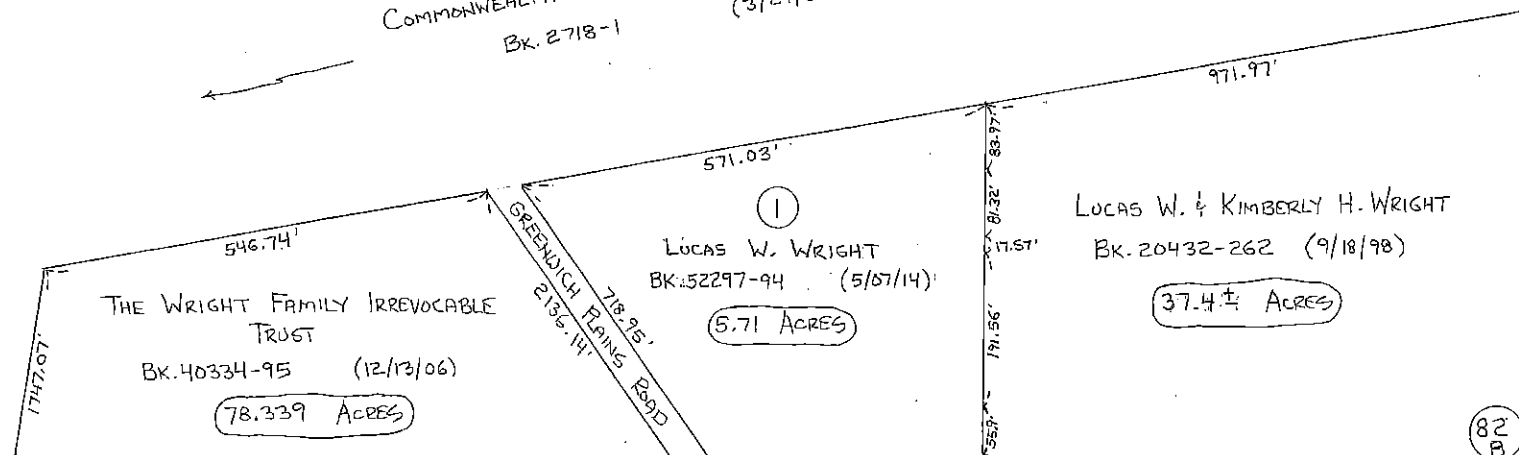 COMMONWEALTH
BK. 2718-1
971.97'
571.03'
546.74'
1747.07'
THE WRIGHT FAMILY IRREVOCABLE
TRUST
BK. 40334-95 (12/13/06)
78.339 ACRES
GREENWICH PLAINS ROAD
2136.14'
718.95'
1
LUCAS W. WRIGHT
BK. 52297-94 (5/07/14)
5.71 ACRES
83.97'
81.32'
17.57'
191.56'
LUCAS W. & KIMBERLY H. WRIGHT
BK. 20432-262 (9/18/98)
37.4± ACRES
82
B